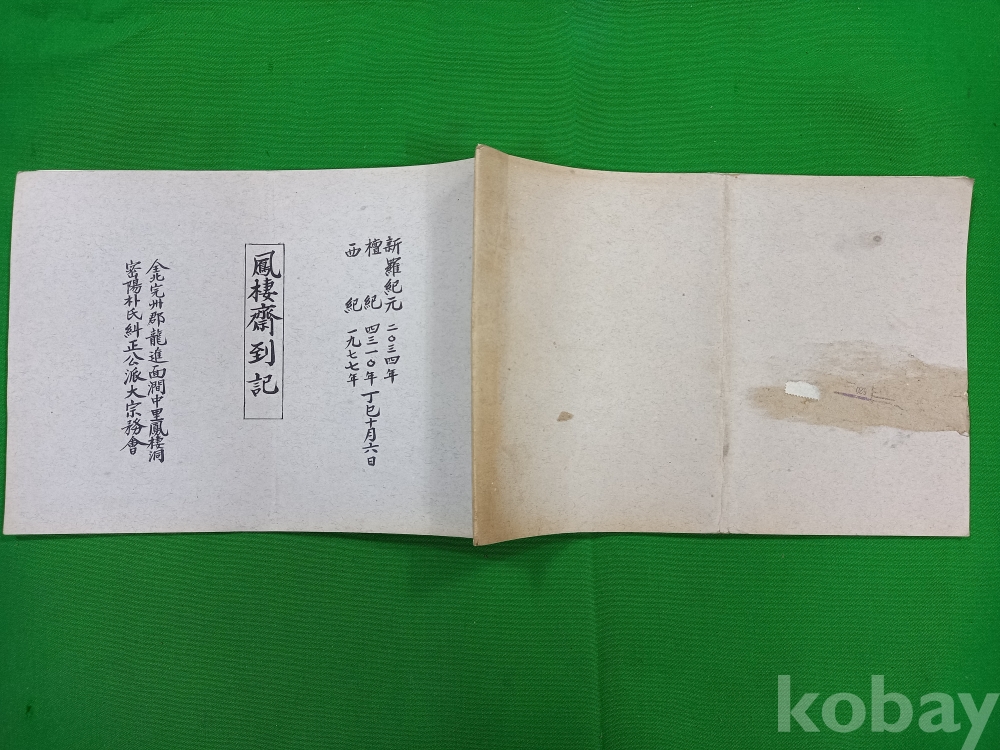 新羅紀元 二〇三四年
檀紀 四三一〇年 丁巳十月六日
西紀 一九七七年
鳳棲齋到記
全北完州郡龍進面澗中里鳳棲洞
密陽朴氏糾正公派大宗務會
kobay